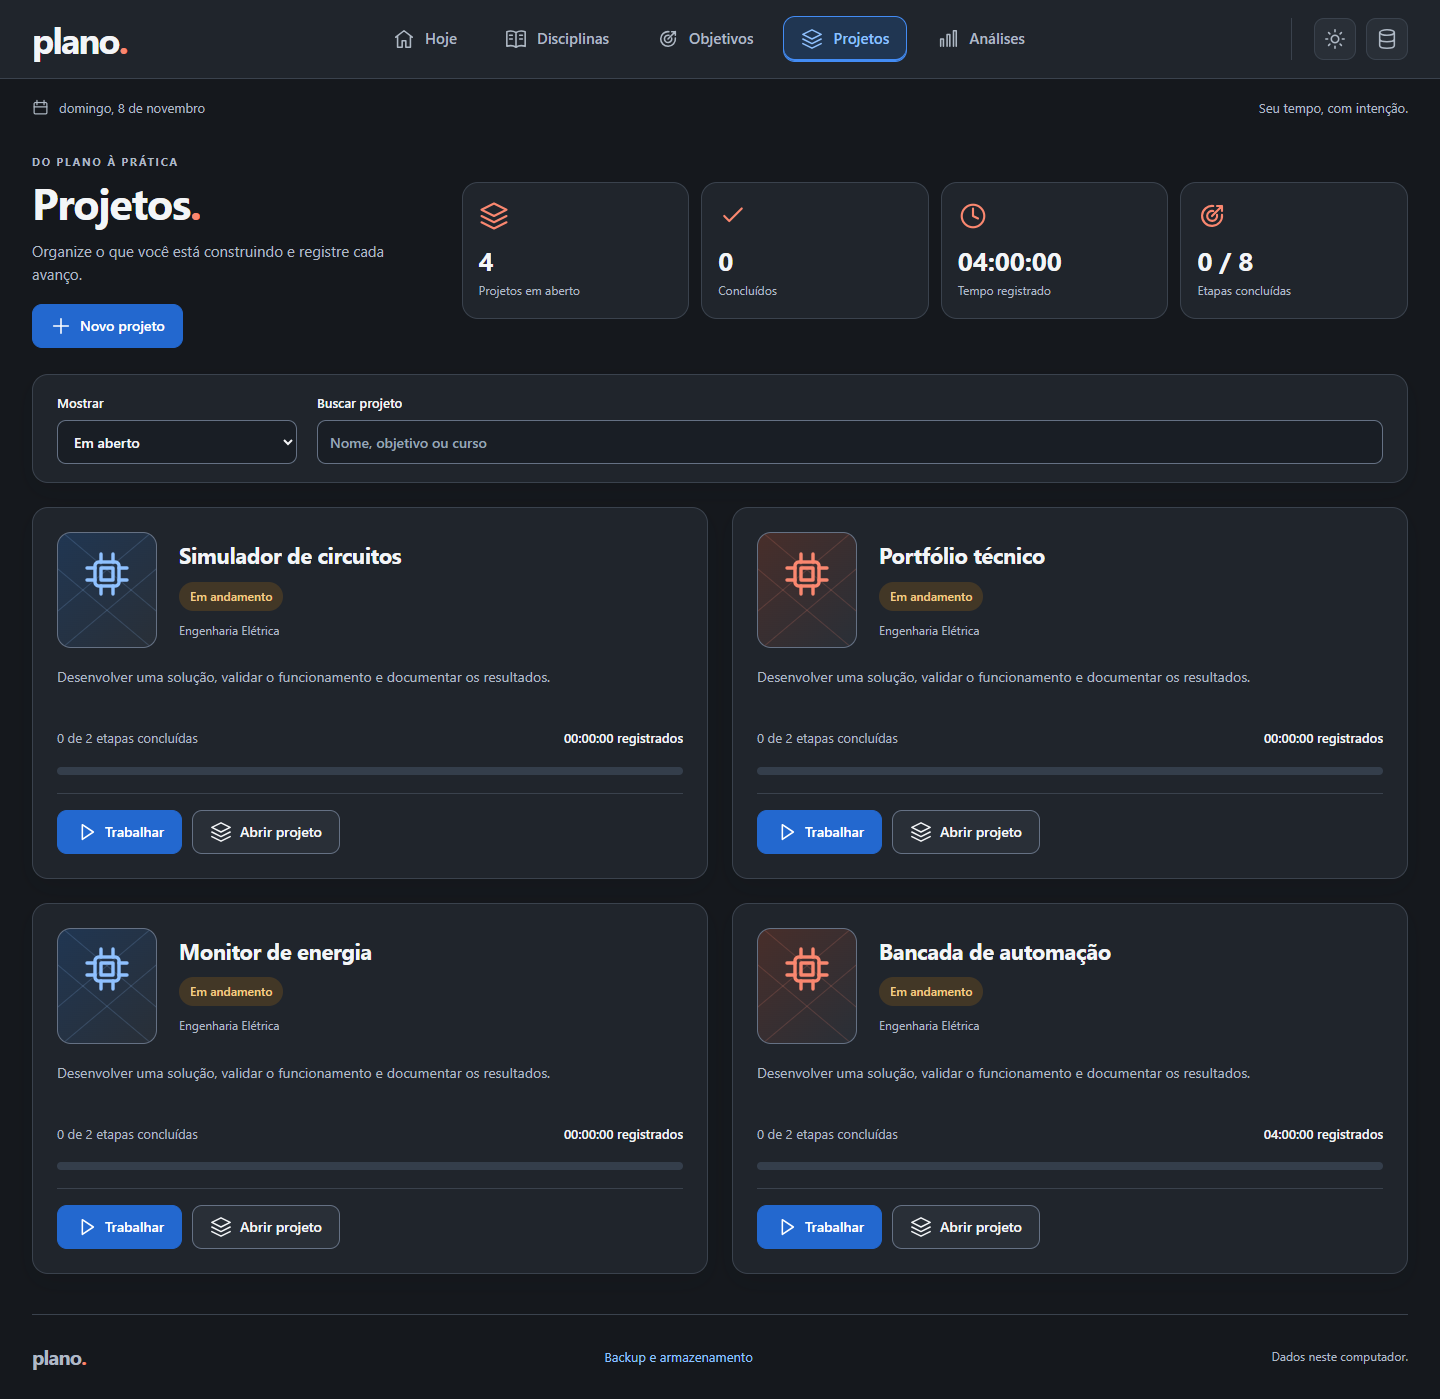 plano.
Hoje
Disciplinas
Objetivos
Projetos
Análises
domingo, 8 de novembro
Seu tempo, com intenção.
DO PLANO À PRÁTICA
Projetos.
Organize o que você está construindo e registre cada
avanço.
Novo projeto
4
Projetos em aberto
0
Concluídos
04:00:00
Tempo registrado
0 / 8
Etapas concluídas
Mostrar
Em aberto
Buscar projeto
Nome, objetivo ou curso
Simulador de circuitos
Em andamento
Engenharia Elétrica
Desenvolver uma solução, validar o funcionamento e documentar os resultados.
0 de 2 etapas concluídas
00:00:00 registrados
Trabalhar
Abrir projeto
Portfólio técnico
Em andamento
Engenharia Elétrica
Desenvolver uma solução, validar o funcionamento e documentar os resultados.
0 de 2 etapas concluídas
00:00:00 registrados
Trabalhar
Abrir projeto
Monitor de energia
Em andamento
Engenharia Elétrica
Desenvolver uma solução, validar o funcionamento e documentar os resultados.
0 de 2 etapas concluídas
00:00:00 registrados
Trabalhar
Abrir projeto
Bancada de automação
Em andamento
Engenharia Elétrica
Desenvolver uma solução, validar o funcionamento e documentar os resultados.
0 de 2 etapas concluídas
04:00:00 registrados
Trabalhar
Abrir projeto
plano.
Backup e armazenamento
Dados neste computador.